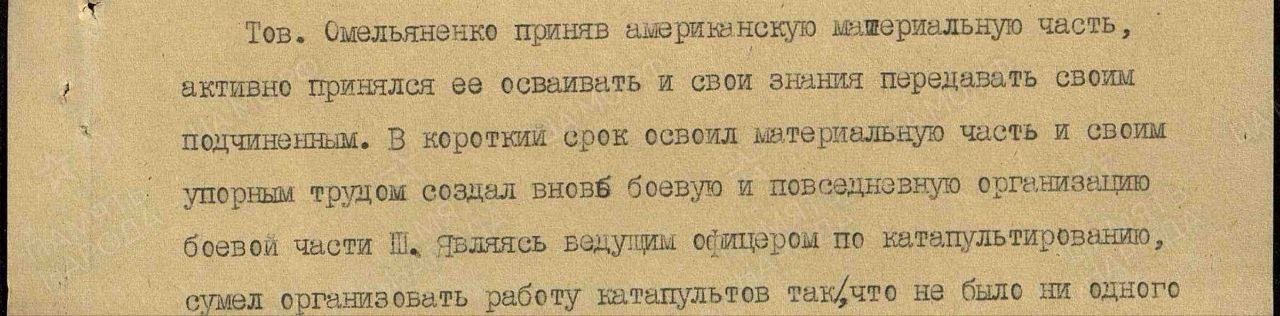 Тов. Омельяненко приняв американскую материальную часть,
активно принялся ее осваивать и свои знания передавать своим
подчиненным. В короткий срок освоил материальную часть и своим
упорным трудом создал вновь боевую и повседневную организацию
боевой части Ш. Являясь ведущим офицером по катапультированию,
сумел организовать работу катапультов так,что не было ни одного